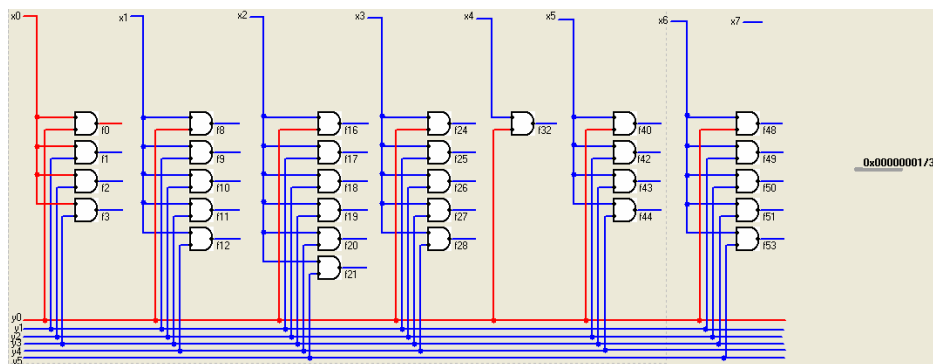 x0 x1 x2 x3 x4 x5 x6 x7
f0 f8 f16 f24 f32 f40 f48
f1 f9 f17 f25 f42 f49
f2 f10 f18 f26 f43 f50
f3 f11 f19 f27 f44 f51
f12 f20 f28 f53
f21
0x00000001/3
y0
y1
y2
y3
y4
y5